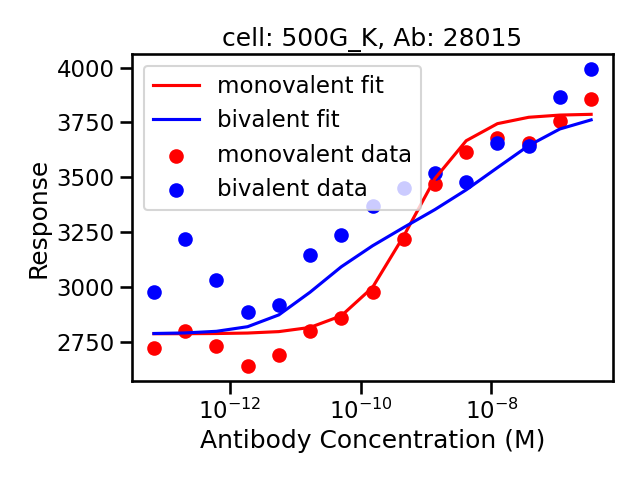 cell: 500G_K, Ab: 28015
4000
3750
3500
3250
3000
2750
Response
monovalent fit
bivalent fit
monovalent data
bivalent data
10⁻¹² 10⁻¹⁰ 10⁻⁸
Antibody Concentration (M)